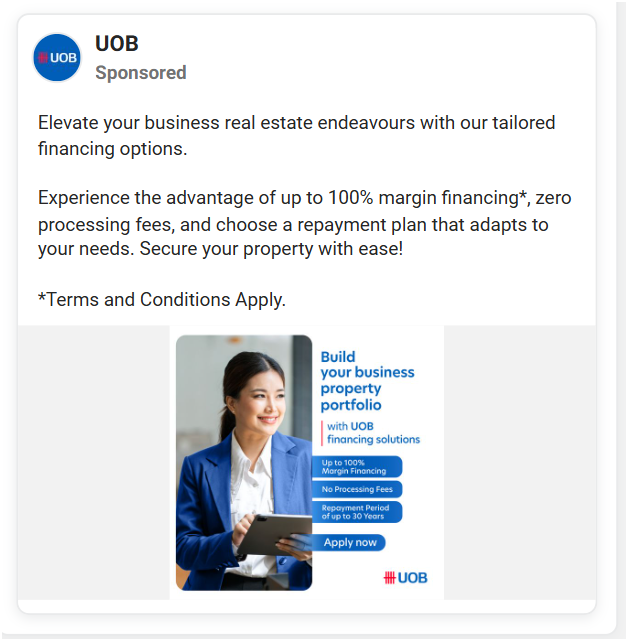 UOB
UOB
Sponsored
Elevate your business real estate endeavours with our tailored
financing options.
Experience the advantage of up to 100% margin financing*, zero
processing fees, and choose a repayment plan that adapts to
your needs. Secure your property with ease!
*Terms and Conditions Apply.
Build
your business
property
portfolio
with UOB
financing solutions
Up to 100%
Margin Financing
No Processing Fees
Repayment Period
of up to 30 Years
Apply now
UOB